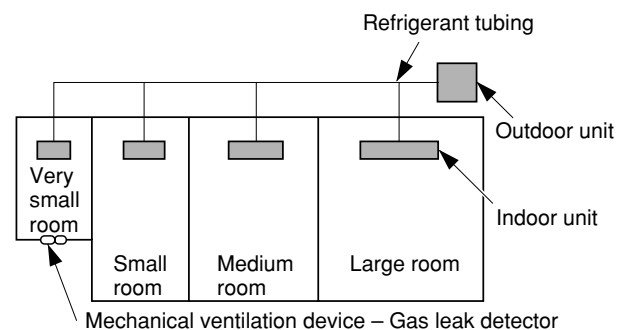 Refrigerant tubing
Outdoor unit
Very
small
room
Indoor unit
Small
room
Medium
room
Large room
Mechanical ventilation device – Gas leak detector